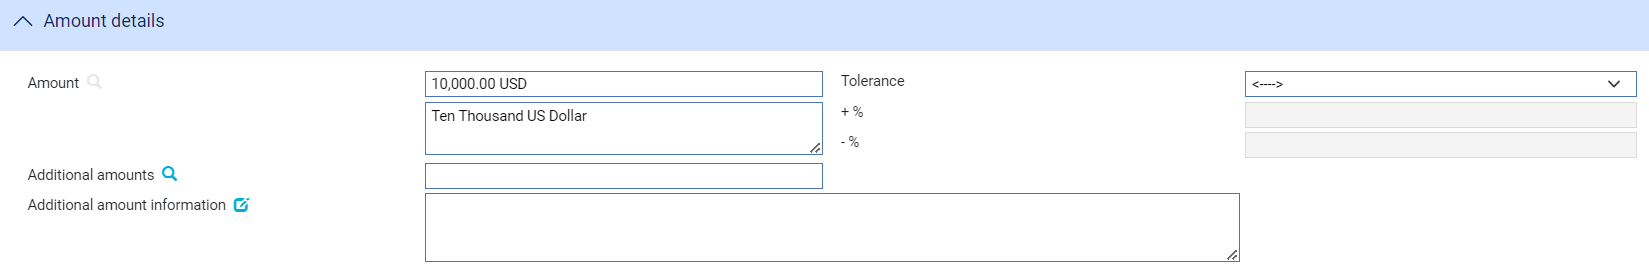 Amount details
Amount
10,000.00 USD
Tolerance
<---->
Ten Thousand US Dollar
+ %
- %
Additional amounts
Additional amount information